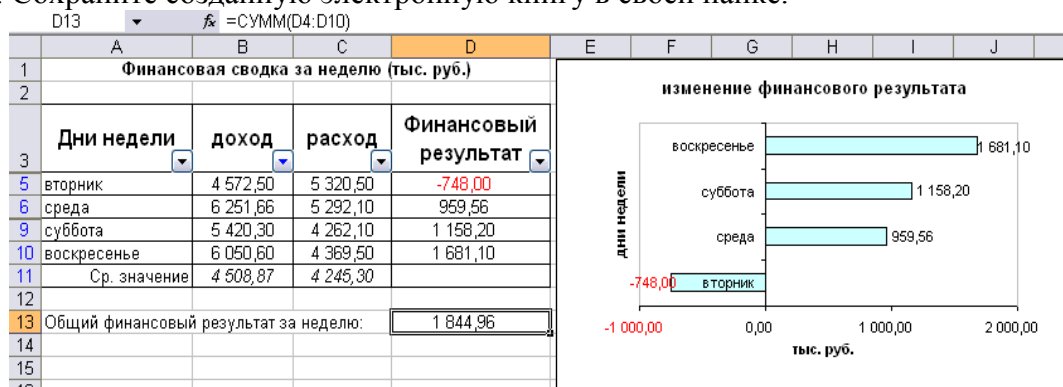 Сохраните созданную электронную книгу в своей папке.
D13 fx =СУММ(D4:D10)
A B C D E F G H I J
1 Финансовая сводка за неделю (тыс. руб.)
2
3 Дни недели доход расход Финансовый результат
5 вторник 4 572,50 5 320,50 -748,00
6 среда 6 251,66 5 292,10 959,56
9 суббота 5 420,30 4 262,10 1 158,20
10 воскресенье 6 050,60 4 369,50 1 681,10
11 Ср. значение 4 508,87 4 245,30
12
13 Общий финансовый результат за неделю: 1 844,96
14
15
изменение финансового результата
дни недели
воскресенье 1 681,10
суббота 1 158,20
среда 959,56
-748,00 вторник
-1 000,00 0,00 1 000,00 2 000,00
тыс. руб.